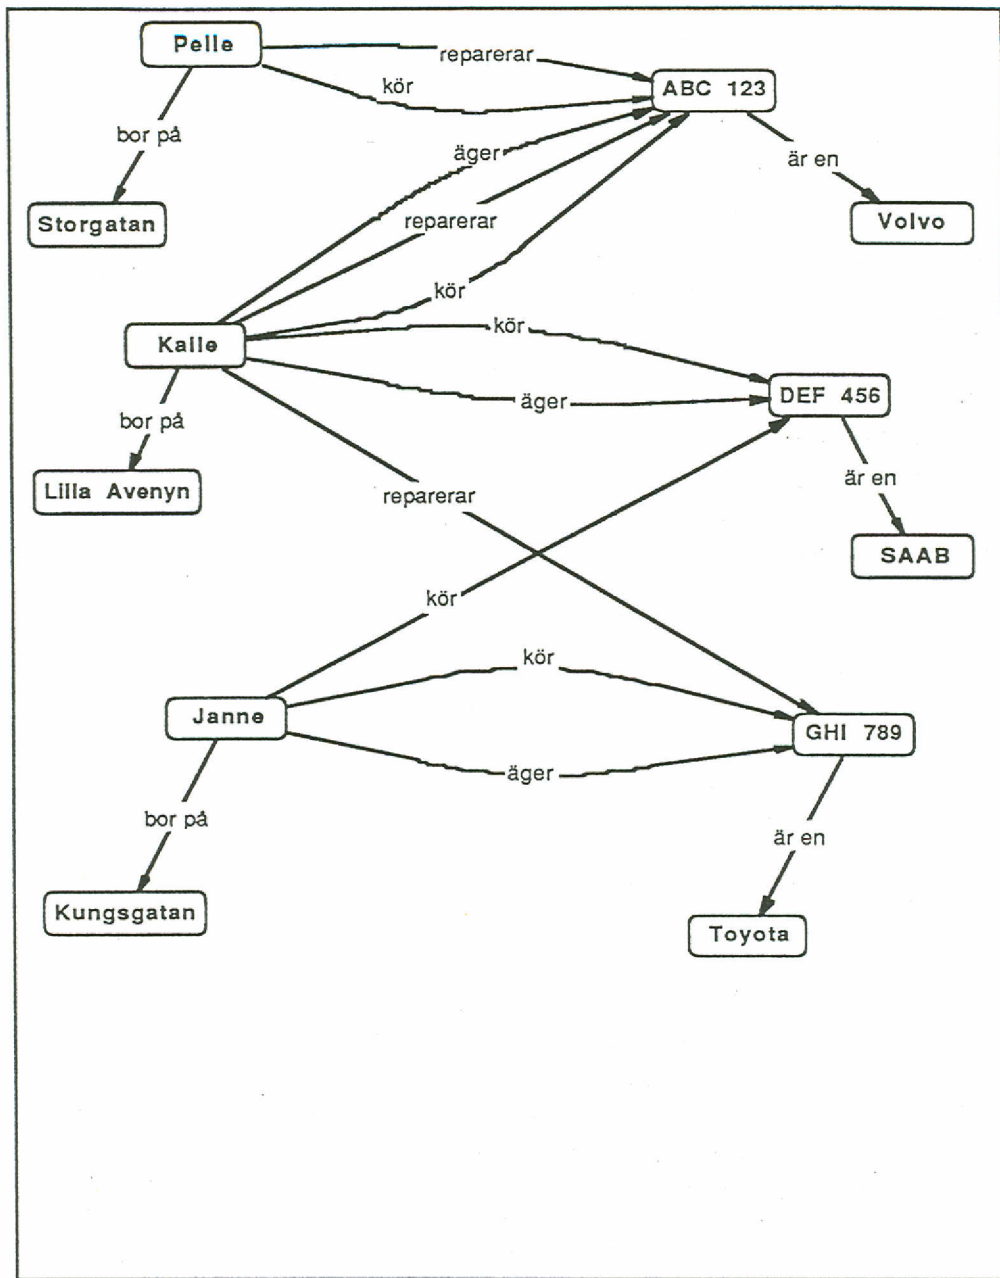 Pelle
reparerar
ABC 123
kör
bor på
äger
är en
Storgatan
reparerar
Volvo
kör
kör
Kalle
DEF 456
äger
bor på
är en
Lilla Avenyn
reparerar
SAAB
kör
kör
Janne
GHI 789
äger
bor på
är en
Kungsgatan
Toyota